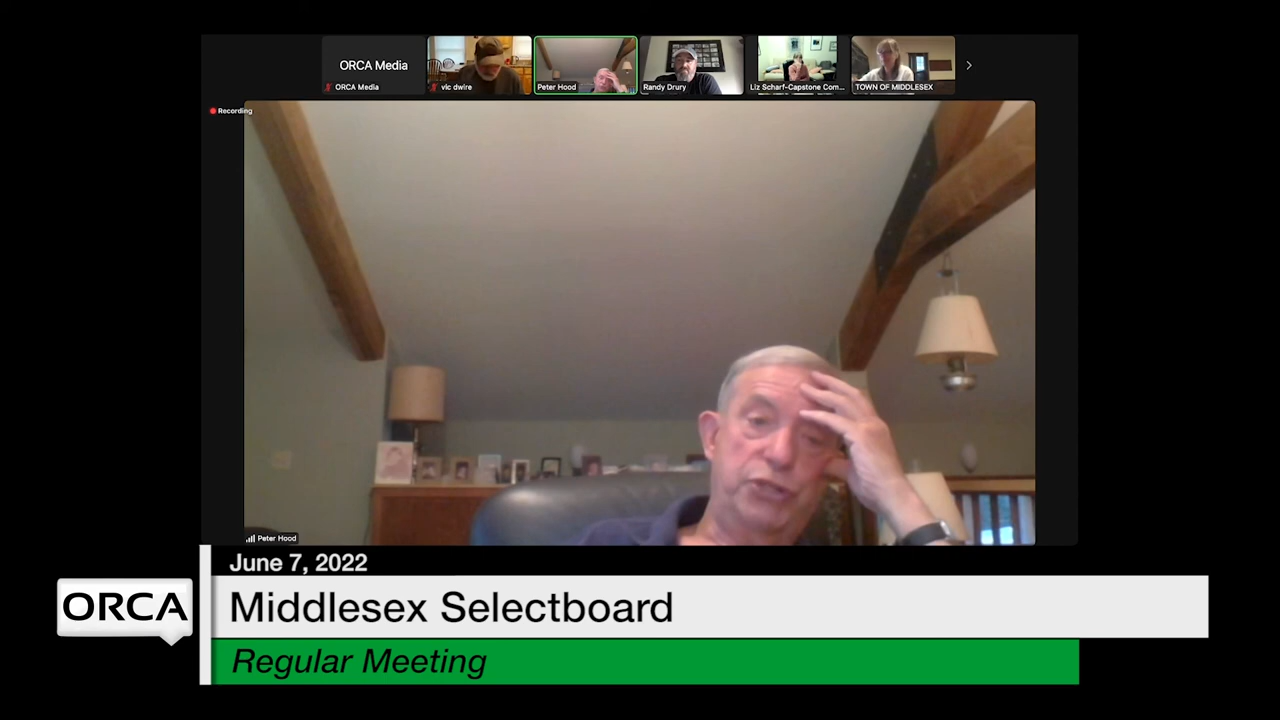 ORCA Media
ORCA Media
vic dwire
Peter Hood
Randy Drury
Liz Scharf-Capstone Com...
TOWN OF MIDDLESEX
Recording
Peter Hood
June 7, 2022
ORCA
Middlesex Selectboard
Regular Meeting